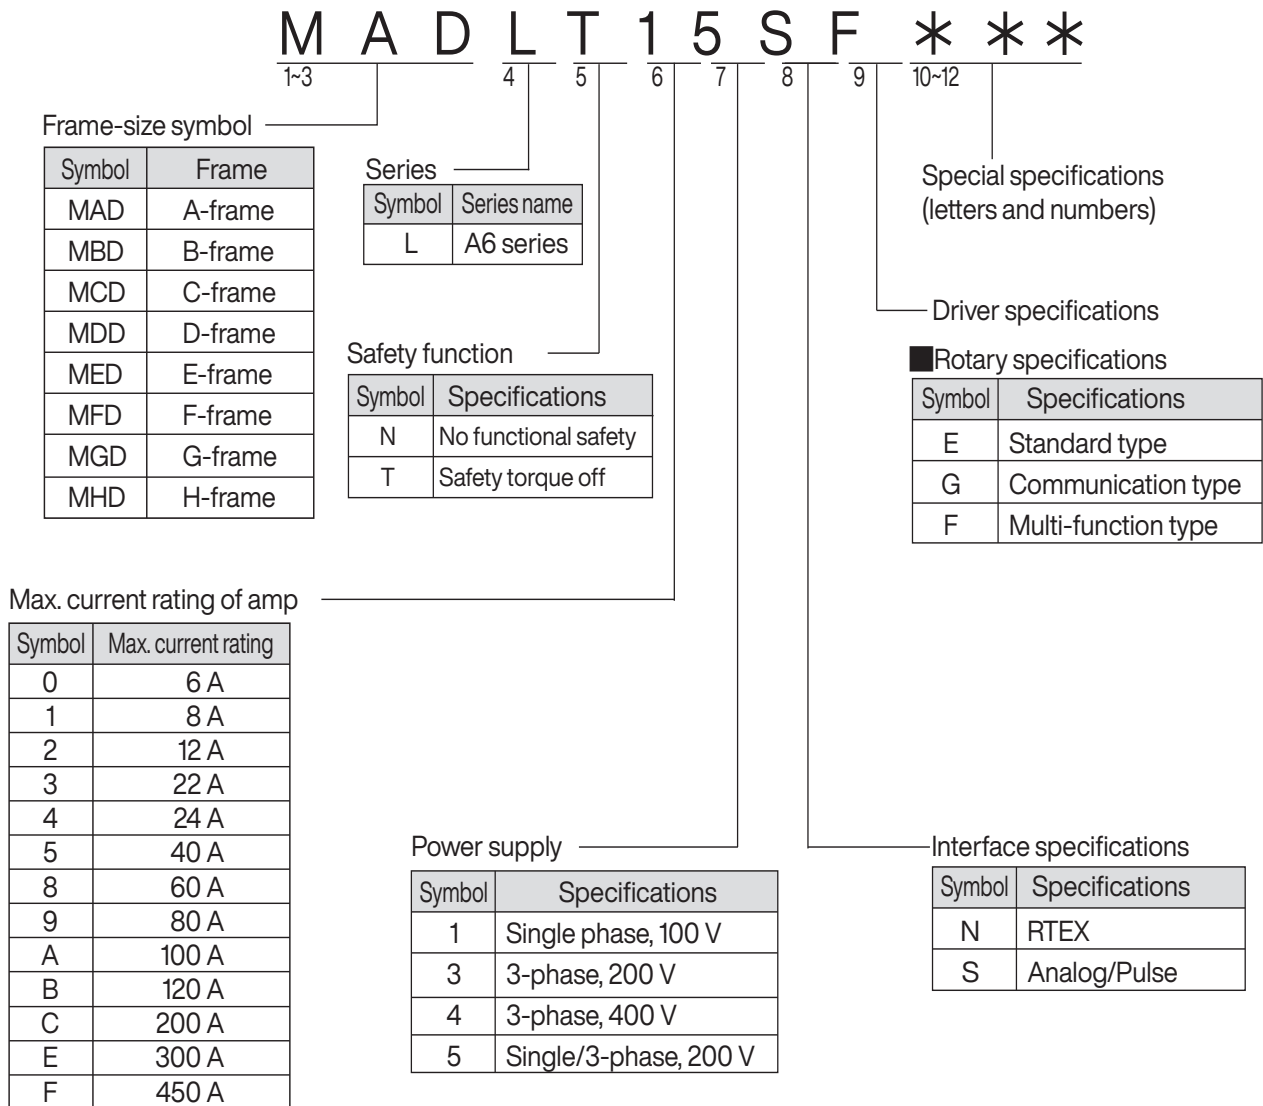 M A D L T 1 5 S F * * *
1~3 4 5 6 7 8 9 10~12
Frame-size symbol
Symbol Frame
MAD A-frame
MBD B-frame
MCD C-frame
MDD D-frame
MED E-frame
MFD F-frame
MGD G-frame
MHD H-frame
Series
Symbol Series name
L A6 series
Safety function
Symbol Specifications
N No functional safety
T Safety torque off
Special specifications
(letters and numbers)
Driver specifications
■Rotary specifications
Symbol Specifications
E Standard type
G Communication type
F Multi-function type
Max. current rating of amp
Symbol Max. current rating
0 6 A
1 8 A
2 12 A
3 22 A
4 24 A
5 40 A
8 60 A
9 80 A
A 100 A
B 120 A
C 200 A
E 300 A
F 450 A
Power supply
Symbol Specifications
1 Single phase, 100 V
3 3-phase, 200 V
4 3-phase, 400 V
5 Single/3-phase, 200 V
Interface specifications
Symbol Specifications
N RTEX
S Analog/Pulse